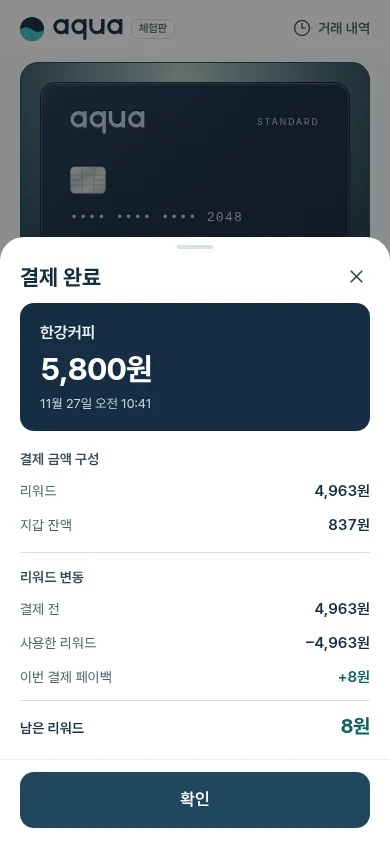 aqua 체험판 거래 내역
aqua STANDARD
•••• •••• •••• 2048
결제 완료
한강커피
5,800원
11월 27일 오전 10:41
결제 금액 구성
리워드 4,963원
지갑 잔액 837원
리워드 변동
결제 전 4,963원
사용한 리워드 −4,963원
이번 결제 페이백 +8원
남은 리워드 8원
확인